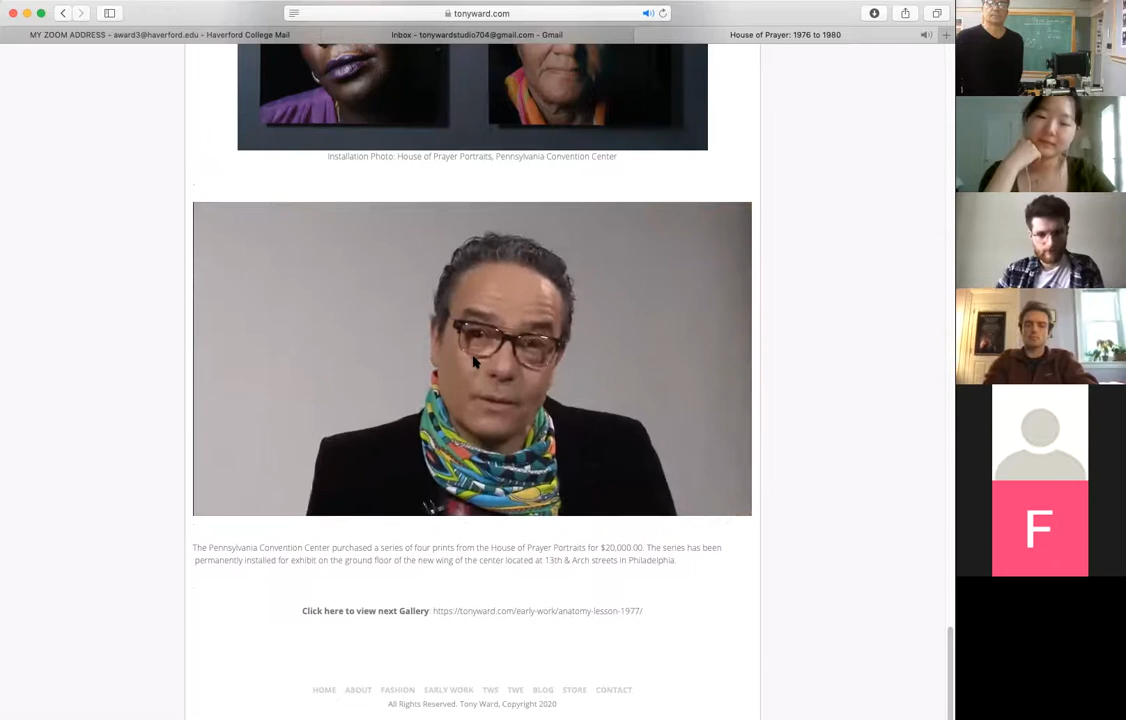 tonyward.com
MY ZOOM ADDRESS - award3@haverford.edu - Haverford College Mail
Inbox - tonywardstudio704@gmail.com - Gmail
House of Prayer: 1976 to 1980
Installation Photo: House of Prayer Portraits, Pennsylvania Convention Center
The Pennsylvania Convention Center purchased a series of four prints from the House of Prayer Portraits for $20,000.00. The series has been
permanently installed for exhibit on the ground floor of the new wing of the center located at 13th & Arch streets in Philadelphia.
Click here to view next Gallery: https://tonyward.com/early-work/anatomy-lesson-1977/
HOME ABOUT FASHION EARLY WORK TWS TWE BLOG STORE CONTACT
All Rights Reserved. Tony Ward, Copyright 2020
F